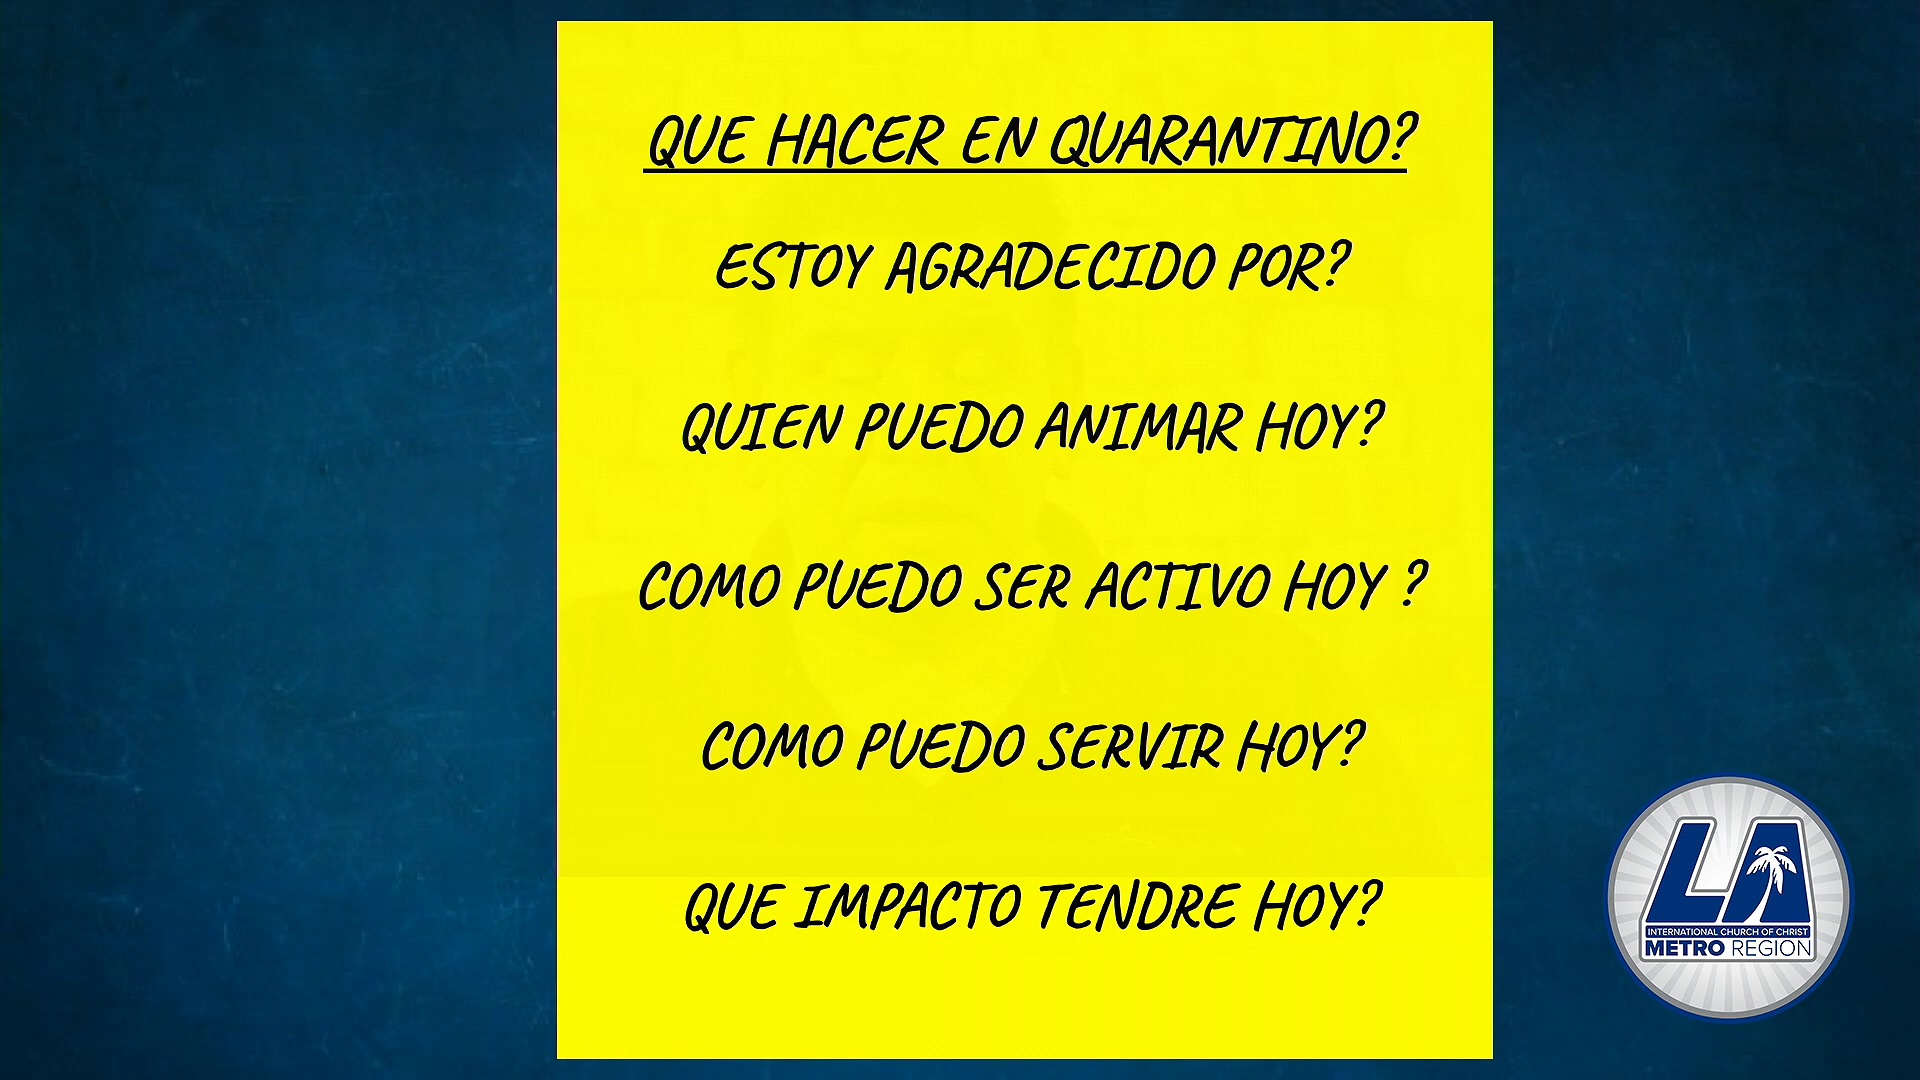 QUE HACER EN QUARANTINO?
ESTOY AGRADECIDO POR?
QUIEN PUEDO ANIMAR HOY?
COMO PUEDO SER ACTIVO HOY ?
COMO PUEDO SERVIR HOY?
QUE IMPACTO TENDRE HOY?
LA
INTERNATIONAL CHURCH OF CHRIST
METRO REGION